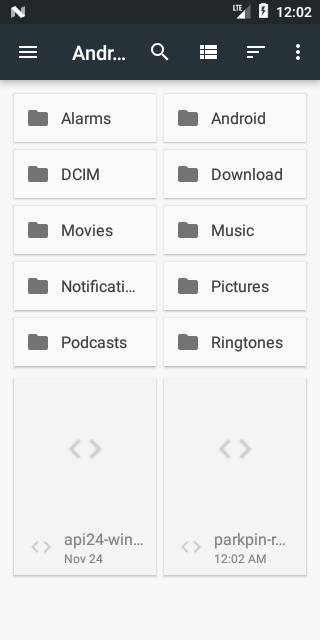 LTE 12:02
Andr…
Alarms
Android
DCIM
Download
Movies
Music
Notificati…
Pictures
Podcasts
Ringtones
api24-win…
Nov 24
parkpin-r…
12:02 AM